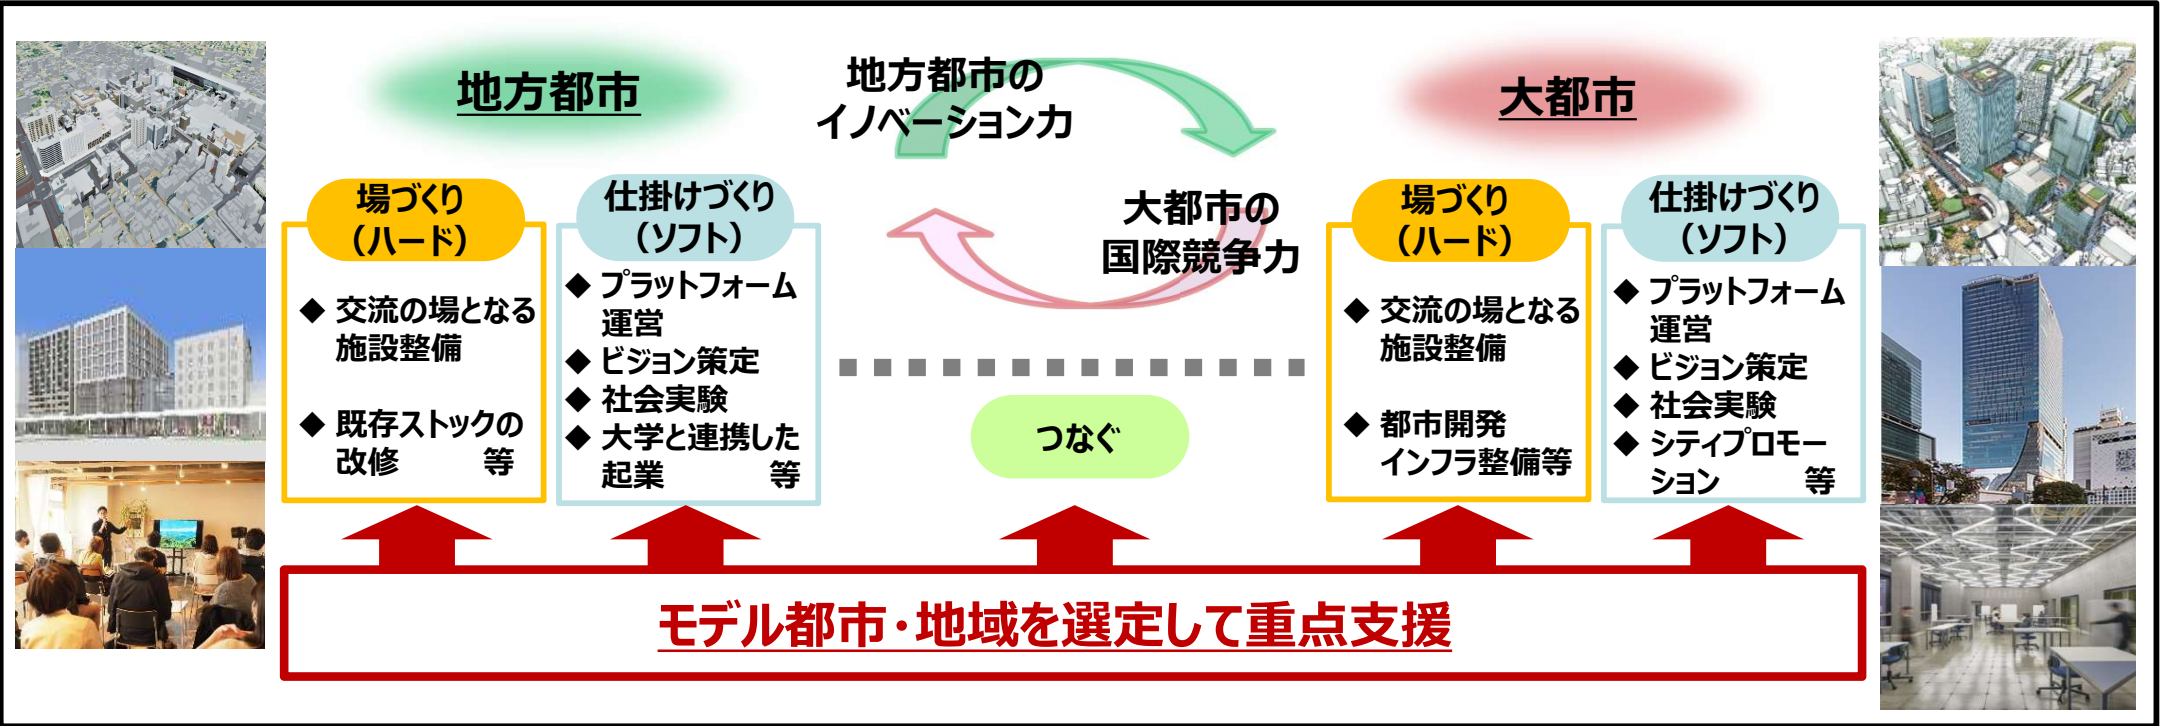 地方都市
場づくり
（ハード）
◆ 交流の場となる
施設整備
◆ 既存ストックの
改修 等
仕掛けづくり
（ソフト）
◆ プラットフォーム
運営
◆ ビジョン策定
◆ 社会実験
◆ 大学と連携した
起業 等
地方都市の
イノベーション力
大都市の
国際競争力
つなぐ
大都市
場づくり
（ハード）
◆ 交流の場となる
施設整備
◆ 都市開発
インフラ整備等
仕掛けづくり
（ソフト）
◆ プラットフォーム
運営
◆ ビジョン策定
◆ 社会実験
◆ シティプロモー
ション 等
モデル都市・地域を選定して重点支援